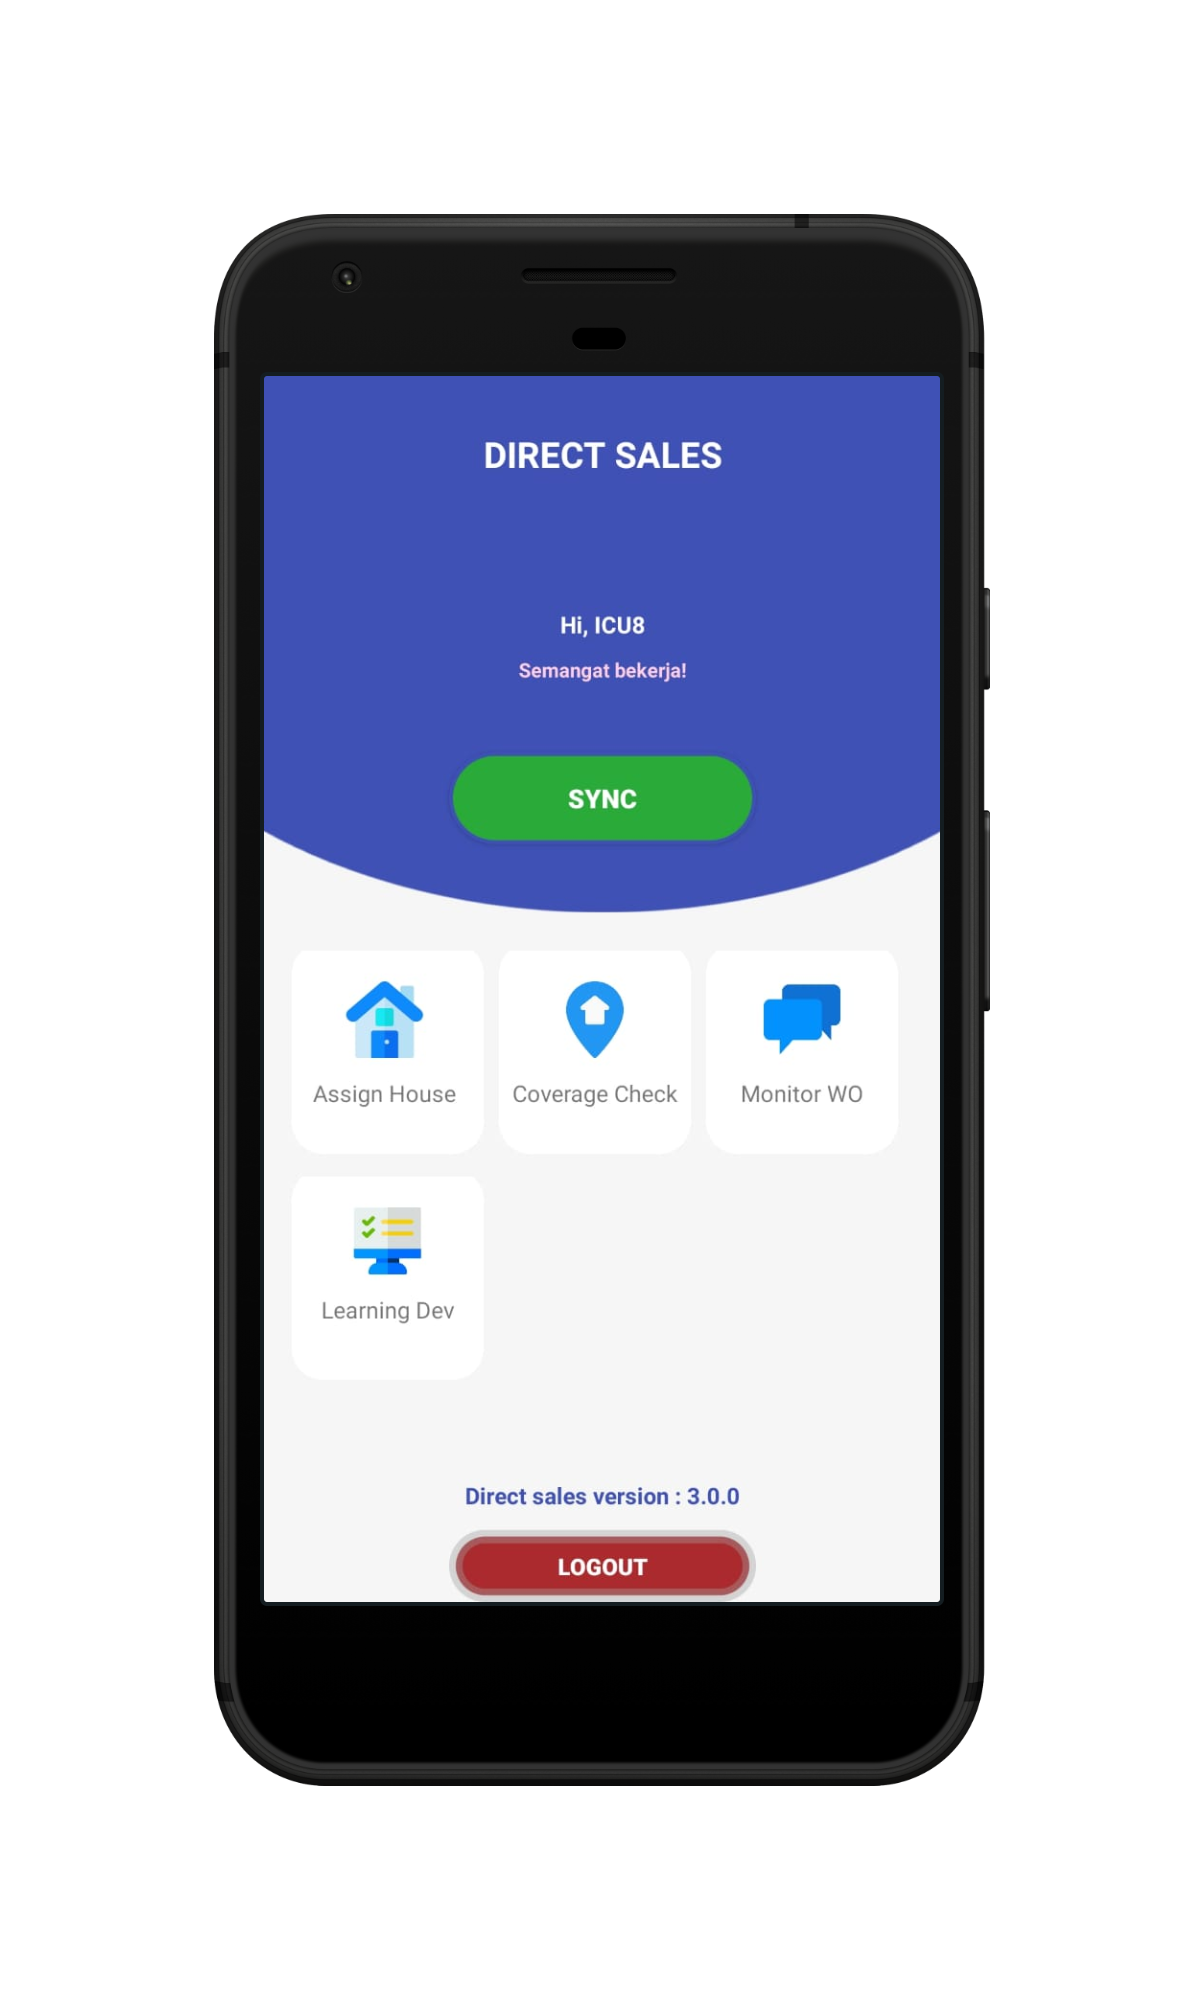 DIRECT SALES
Hi, ICU8
Semangat bekerja!
SYNC
Assign House
Coverage Check
Monitor WO
Learning Dev
Direct sales version : 3.0.0
LOGOUT